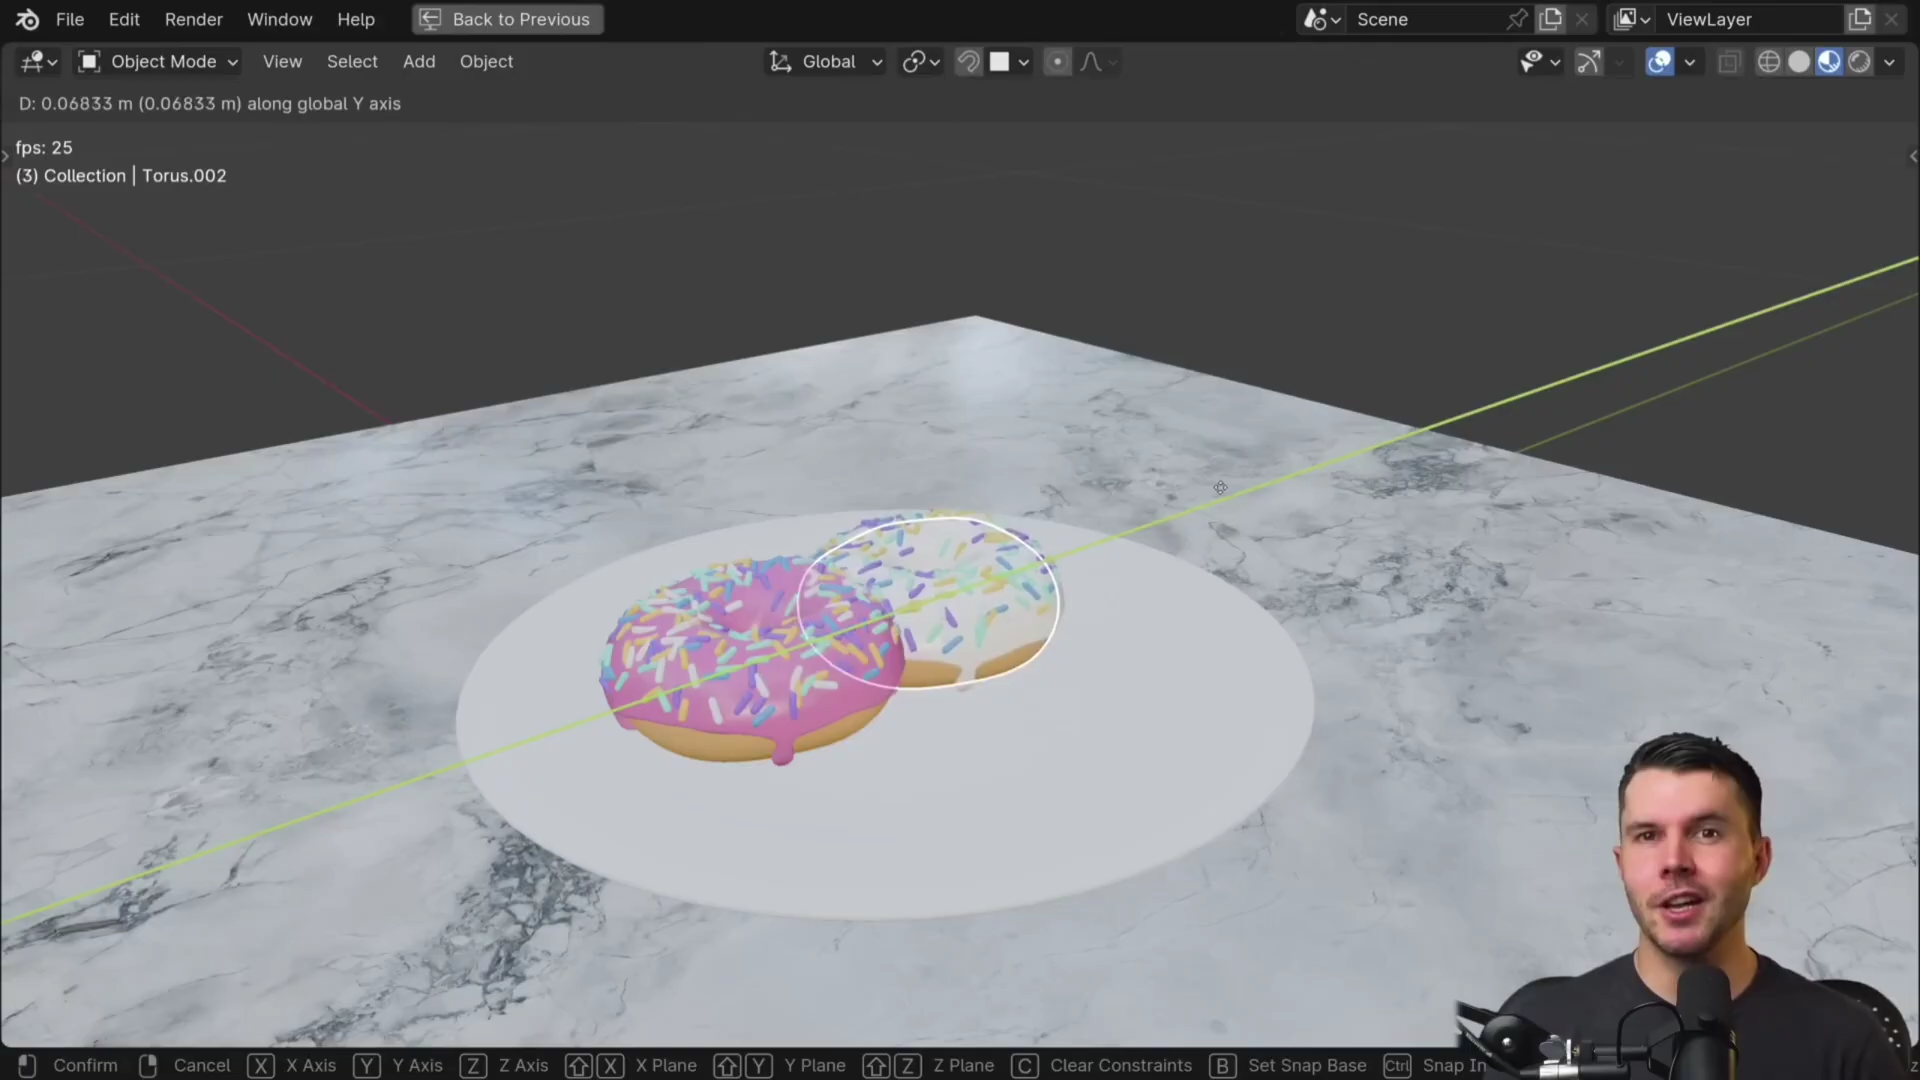 File Edit Render Window Help Back to Previous Scene ViewLayer
Object Mode View Select Add Object Global
D: 0.06833 m (0.06833 m) along global Y axis
fps: 25
(3) Collection | Torus.002
Confirm Cancel X X Axis Y Y Axis Z Z Axis X X Plane Y Y Plane Z Z Plane C Clear Constraints B Set Snap Base Ctrl Snap In